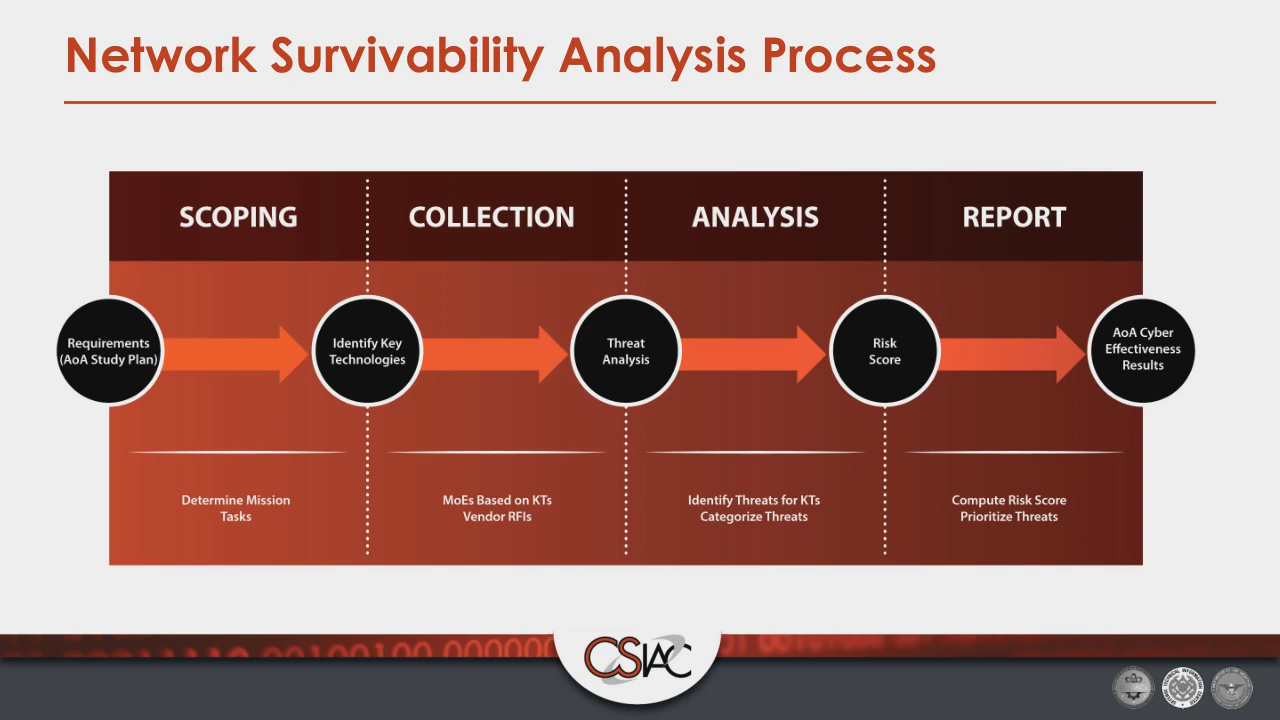 Network Survivability Analysis Process
SCOPING
COLLECTION
ANALYSIS
REPORT
Requirements
(AoA Study Plan)
Identify Key
Technologies
Threat
Analysis
Risk
Score
AoA Cyber
Effectiveness
Results
Determine Mission
Tasks
MoEs Based on KTs
Vendor RFIs
Identify Threats for KTs
Categorize Threats
Compute Risk Score
Prioritize Threats
CSIAC